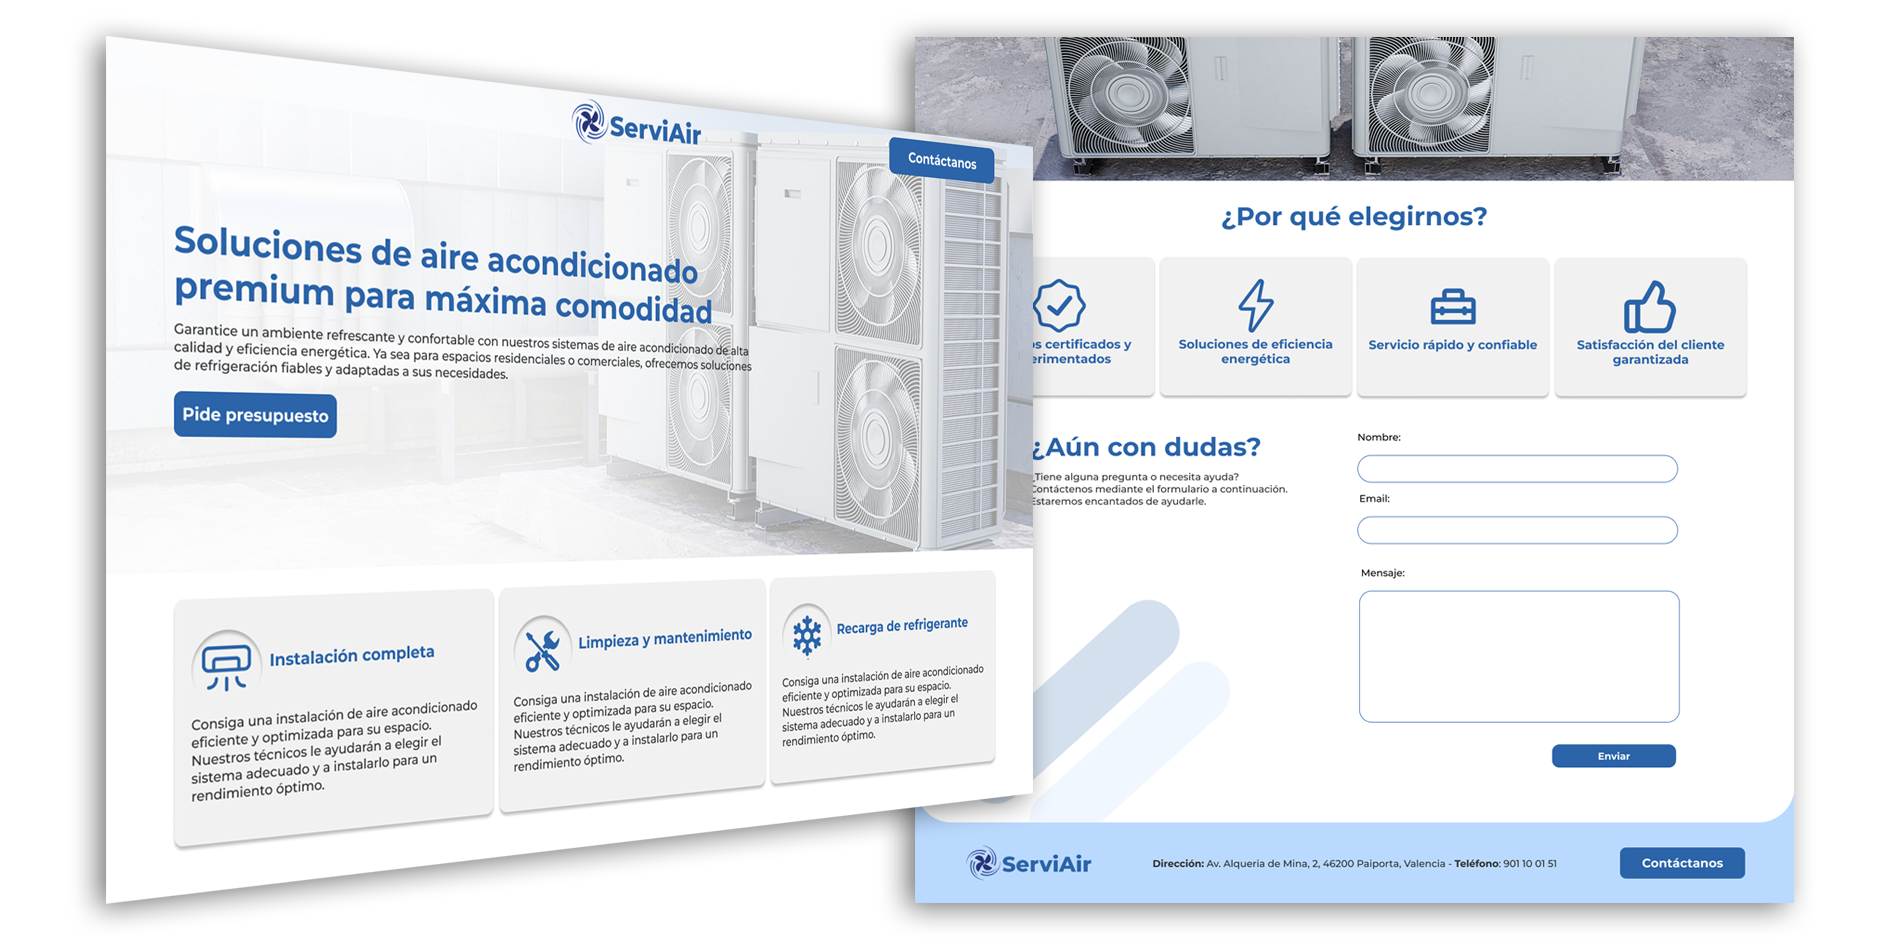 ServiAir
Contáctanos
Soluciones de aire acondicionado
premium para máxima comodidad
Garantice un ambiente refrescante y confortable con nuestros sistemas de aire acondicionado de alta
calidad y eficiencia energética. Ya sea para espacios residenciales o comerciales, ofrecemos soluciones
de refrigeración fiables y adaptadas a sus necesidades.
Pide presupuesto
Instalación completa
Consiga una instalación de aire acondicionado
eficiente y optimizada para su espacio.
Nuestros técnicos le ayudarán a elegir el
sistema adecuado y a instalarlo para un
rendimiento óptimo.
Limpieza y mantenimiento
Consiga una instalación de aire acondicionado
eficiente y optimizada para su espacio.
Nuestros técnicos le ayudarán a elegir el
sistema adecuado y a instalarlo para un
rendimiento óptimo.
Recarga de refrigerante
Consiga una instalación de aire acondicionado
eficiente y optimizada para su espacio.
Nuestros técnicos le ayudarán a elegir el
sistema adecuado y a instalarlo para un
rendimiento óptimo.
¿Por qué elegirnos?
certificados y
Soluciones de eficiencia
energética
Servicio rápido y confiable
Satisfacción del cliente
garantizada
¿Aún con dudas?
¿Tiene alguna pregunta o necesita ayuda?
Contáctenos mediante el formulario a continuación.
Estaremos encantados de ayudarle.
Nombre:
Email:
Mensaje:
Enviar
ServiAir
Dirección: Av. Alqueria de Mina, 2, 46200 Paiporta, Valencia - Teléfono: 901 10 01 51
Contáctanos